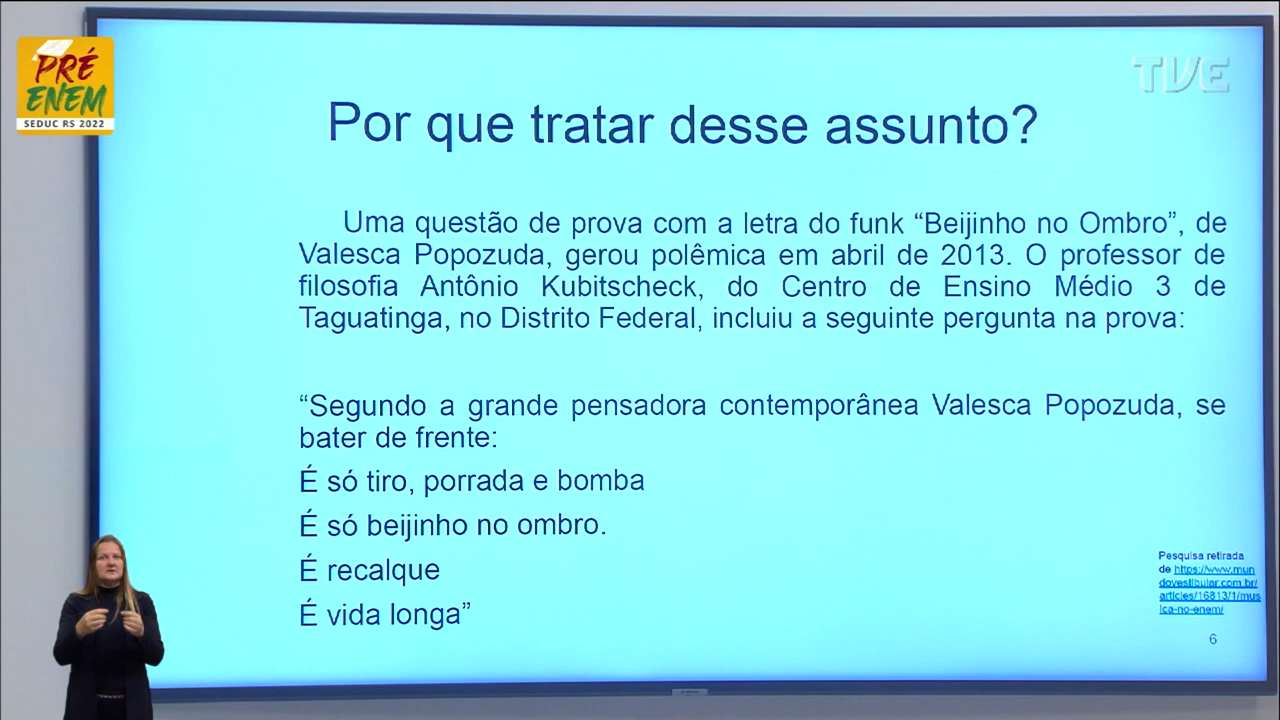 PRÉ
ENEM
SEDUC RS 2022
TVE
Por que tratar desse assunto?
Uma questão de prova com a letra do funk “Beijinho no Ombro”, de
Valesca Popozuda, gerou polêmica em abril de 2013. O professor de
filosofia Antônio Kubitscheck, do Centro de Ensino Médio 3 de
Taguatinga, no Distrito Federal, incluiu a seguinte pergunta na prova:
“Segundo a grande pensadora contemporânea Valesca Popozuda, se
bater de frente:
É só tiro, porrada e bomba
É só beijinho no ombro.
É recalque
É vida longa”
Pesquisa retirada
de https://www.mun
dovestibular.com.br/
articles/16813/1/mus
ica-no-enem/
6